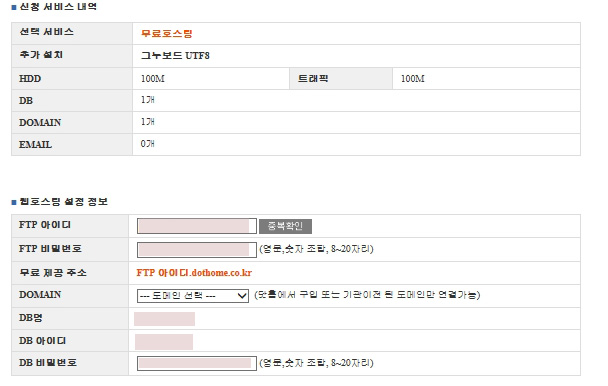 신청 서비스 내역
선택 서비스 무료호스팅
추가 설치 그누보드 UTF8
HDD 100M 트래픽 100M
DB 1개
DOMAIN 1개
EMAIL 0개
웹호스팅 설정 정보
FTP 아이디 중복확인
FTP 비밀번호 (영문,숫자 조합, 8~20자리)
무료 제공 주소 FTP 아이디.dothome.co.kr
DOMAIN --- 도메인 선택 --- (닷홈에서 구입 또는 기관이전 된 도메인만 연결가능)
DB명
DB 아이디
DB 비밀번호 (영문,숫자 조합, 8~20자리)